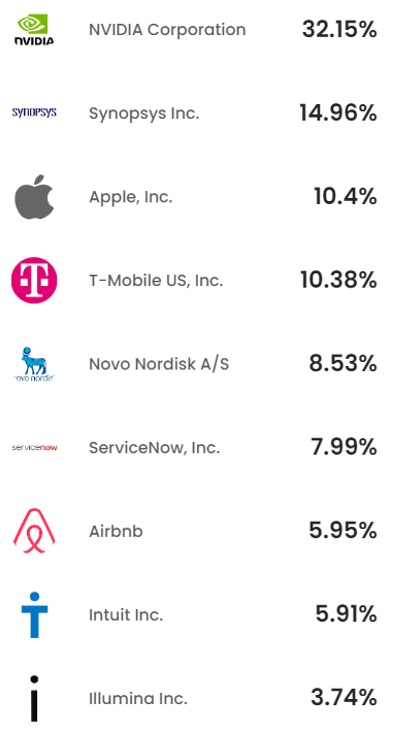 NVIDIA
NVIDIA Corporation 32.15%
SYNOPSYS
Synopsys Inc. 14.96%
Apple, Inc. 10.4%
T
T-Mobile US, Inc. 10.38%
novo nordisk
Novo Nordisk A/S 8.53%
servicenow
ServiceNow, Inc. 7.99%
Airbnb 5.95%
Intuit Inc. 5.91%
i
Illumina Inc. 3.74%